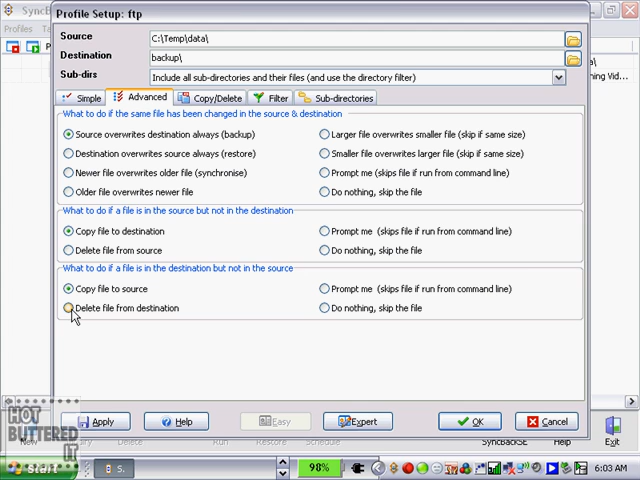 SyncB
Profile Setup: ftp
Profiles Ta
Source C:\Temp\data\
Destination backup\
Sub-dirs Include all sub-directories and their files (and use the directory filter)
Simple Advanced Copy/Delete Filter Sub-directories
What to do if the same file has been changed in the source & destination
Source overwrites destination always (backup) Larger file overwrites smaller file (skip if same size)
Destination overwrites source always (restore) Smaller file overwrites larger file (skip if same size)
Newer file overwrites older file (synchronise) Prompt me (skips file if run from command line)
Older file overwrites newer file Do nothing, skip the file
What to do if a file is in the source but not in the destination
Copy file to destination Prompt me (skips file if run from command line)
Delete file from source Do nothing, skip the file
What to do if a file is in the destination but not in the source
Copy file to source Prompt me (skips file if run from command line)
Delete file from destination Do nothing, skip the file
ning Vid...
Apply Help Easy Expert OK Cancel
HOT
BUTTERED
IT
New Delete Run Restore Schedule SyncBackSE Help Exit
Start S. 98% 6:03 AM